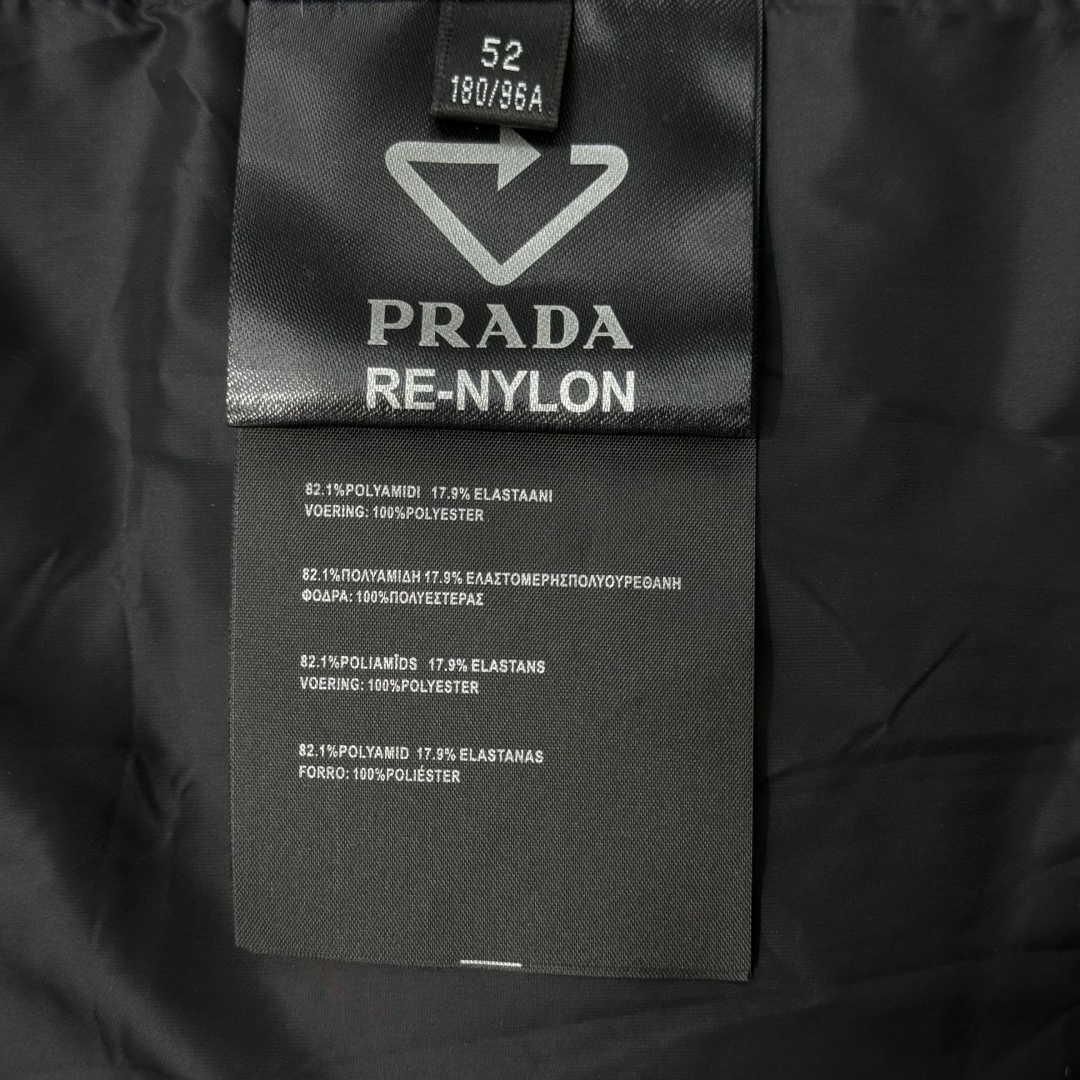 52
180/96A
PRADA
RE-NYLON
82.1%POLYAMIDI 17.9% ELASTAANI
VOERING: 100%POLYESTER
82.1%ΠΟΛΥΑΜΙΔΗ 17.9% ΕΛΑΣΤΟΜΕΡΗΣΠΟΛΥΟΥΡΕΘΑΝΗ
ΦΟΔΡΑ: 100%ΠΟΛΥΕΣΤΕΡΑΣ
82.1%POLIAMĪDS 17.9% ELASTANS
VOERING: 100%POLYESTER
82.1%POLYAMID 17.9% ELASTANAS
FORRO: 100%POLIÉSTER